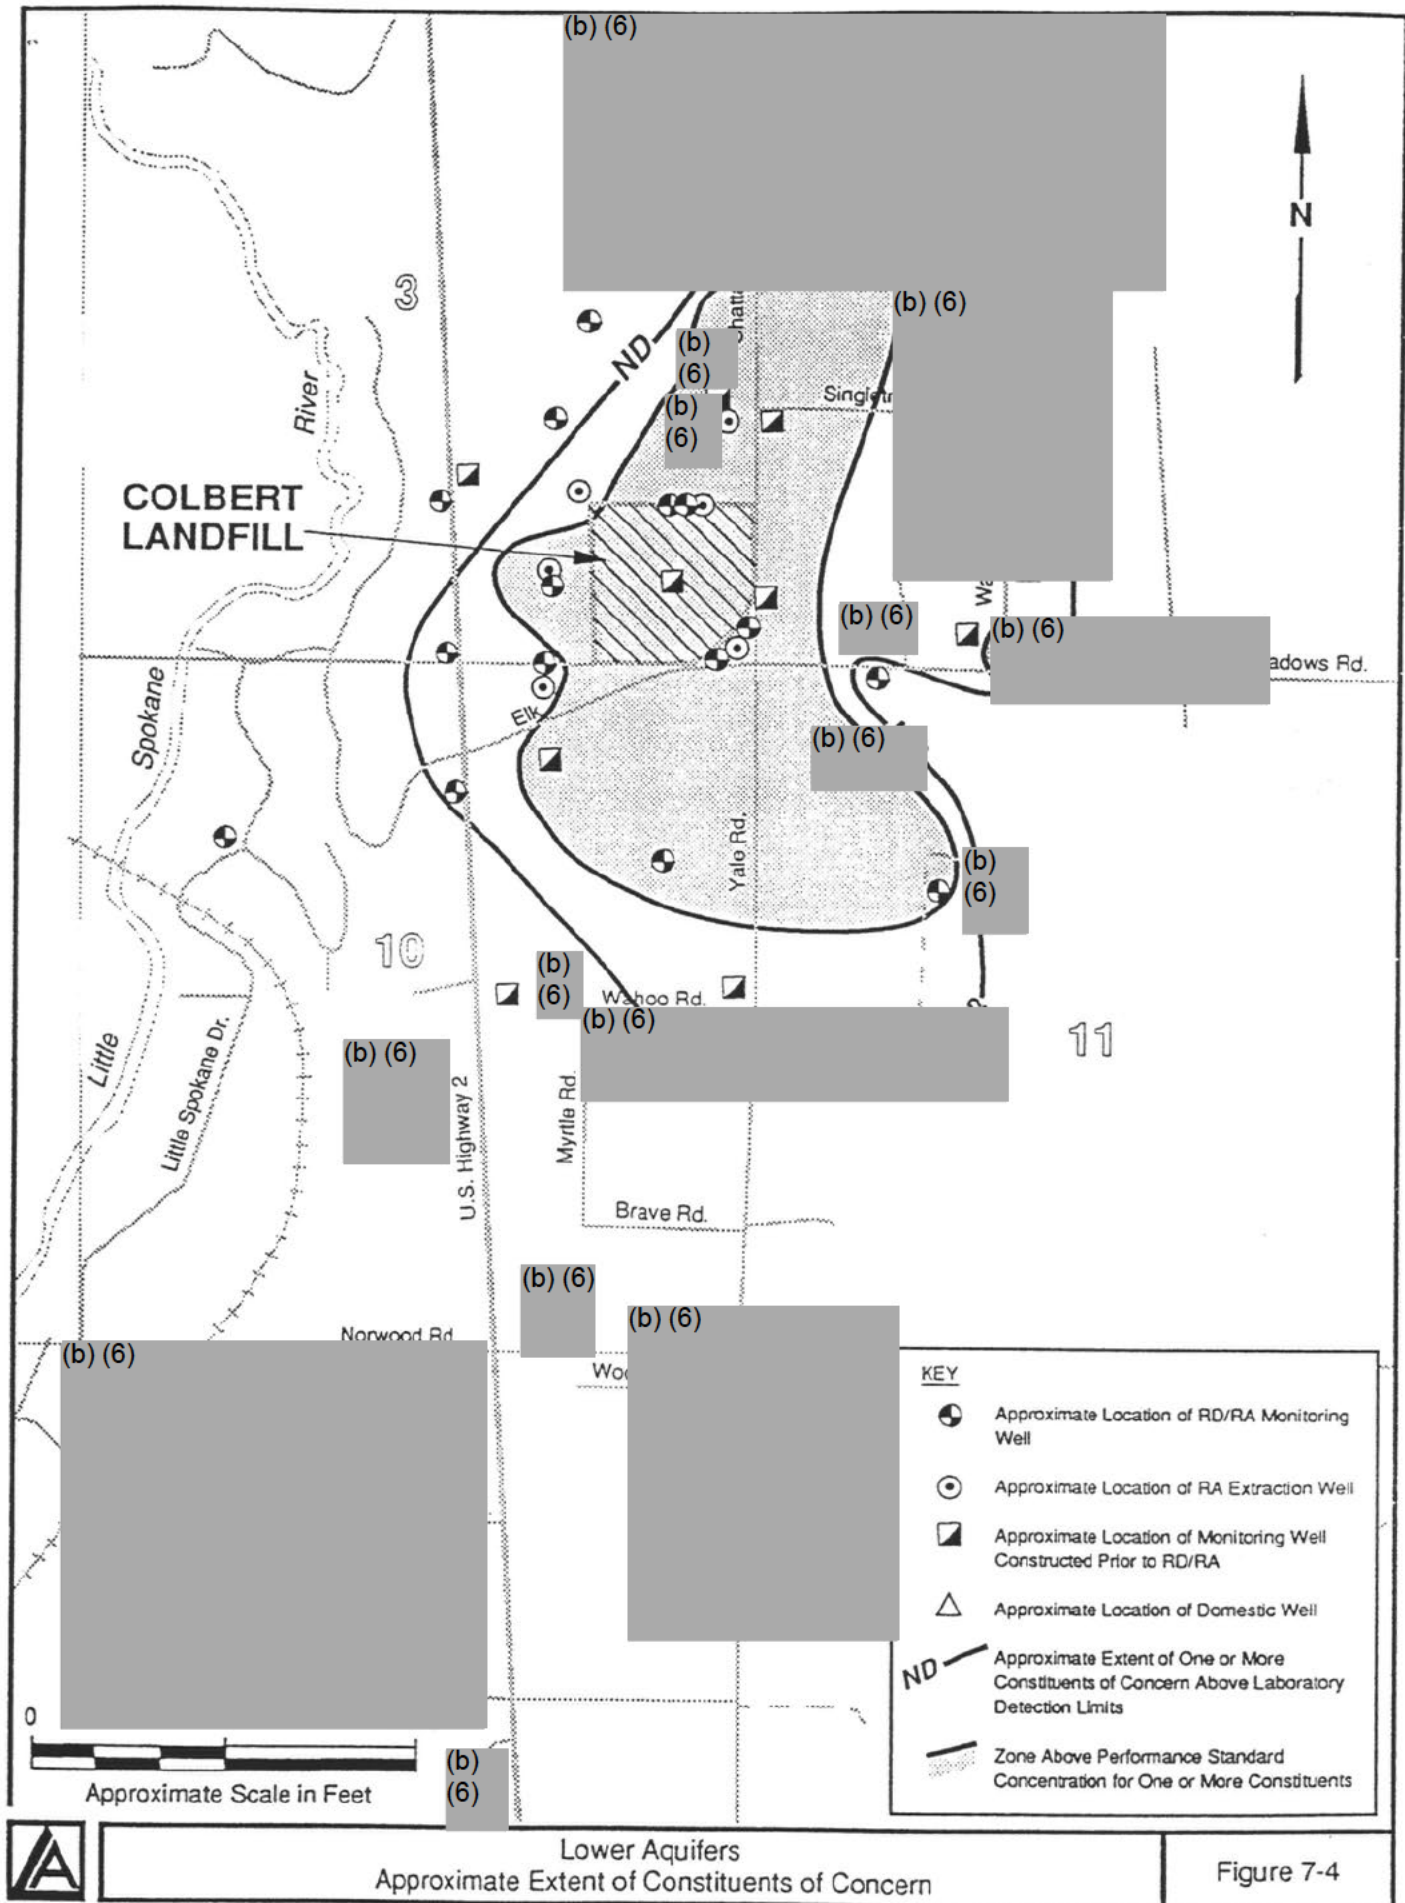 (b) (6)
N
3
(b) (6)
ND
(b)
(6)
(b)
(6)
River
COLBERT
LANDFILL
(b) (6)
(b) (6)
adows Rd.
Elk
(b) (6)
Spokane
Yale Rd.
(b)
(6)
10
(b)
(6)
Wahoo Rd.
(b) (6)
11
Little
Little Spokane Dr.
(b) (6)
U.S. Highway 2
Myrtle Rd.
Brave Rd.
(b) (6)
(b) (6)
Norwood Rd
(b) (6)
KEY
Approximate Location of RD/RA Monitoring
Well
Approximate Location of RA Extraction Well
Approximate Location of Monitoring Well
Constructed Prior to RD/RA
Approximate Location of Domestic Well
ND
Approximate Extent of One or More
Constituents of Concern Above Laboratory
Detection Limits
Zone Above Performance Standard
Concentration for One or More Constituents
0
Approximate Scale in Feet
(b)
(6)
Lower Aquifers
Approximate Extent of Constituents of Concern
Figure 7-4